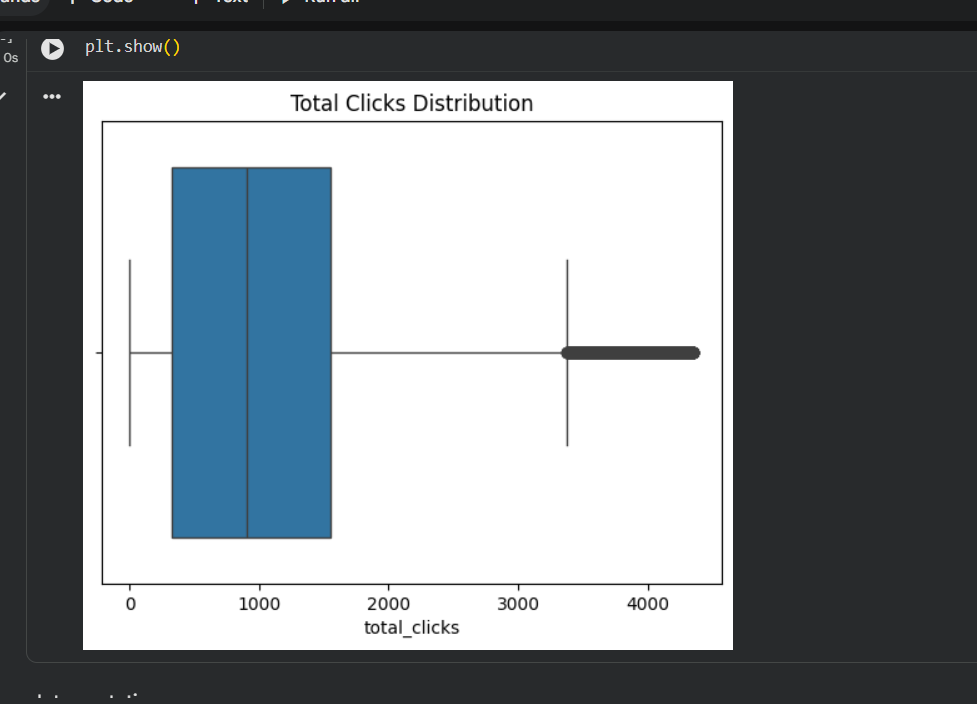 0s
plt.show()
Total Clicks Distribution
0 1000 2000 3000 4000
total_clicks